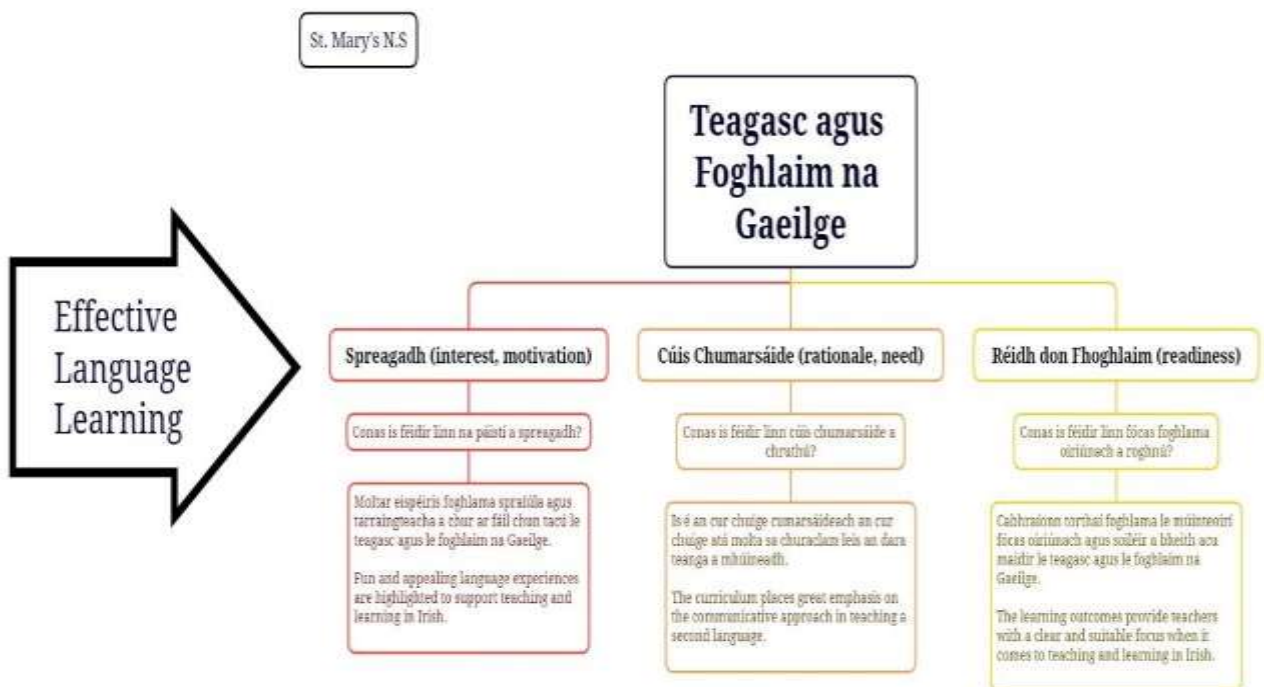 St. Mary's N.S
Teagasc agus
Foghlaim na
Gaeilge
Effective
Language
Learning
Spreagadh (interest, motivation)
Cúis Chumarsáide (rationale, need)
Réidh don Fhoghlaim (readiness)
Conas is féidir linn na páistí a spreagadh?
Conas is féidir linn cúis chumarsáide a
chruthú?
Conas is féidir linn fócas foghlama
oiriúnach a roghnú?
Moltar eispéiris foghlama spraíúla agus
tarraingteacha a chur ar fáil chun tacú le
teagasc agus le foghlaim na Gaeilge.
Fun and appealing language experiences
are highlighted to support teaching and
learning in Irish.
Is é an cur chuige cumarsáideach an cur
chuige atá molta sa churaclam leis an dara
teanga a mhúineadh.
The curriculum places great emphasis on
the communicative approach in teaching a
second language.
Cabhraíonn torthaí foghlama le múinteoirí
fócas oiriúnach agus soiléir a bheith acu
maidir le teagasc agus le foghlaim na
Gaeilge.
The learning outcomes provide teachers
with a clear and suitable focus when it
comes to teaching and learning in Irish.